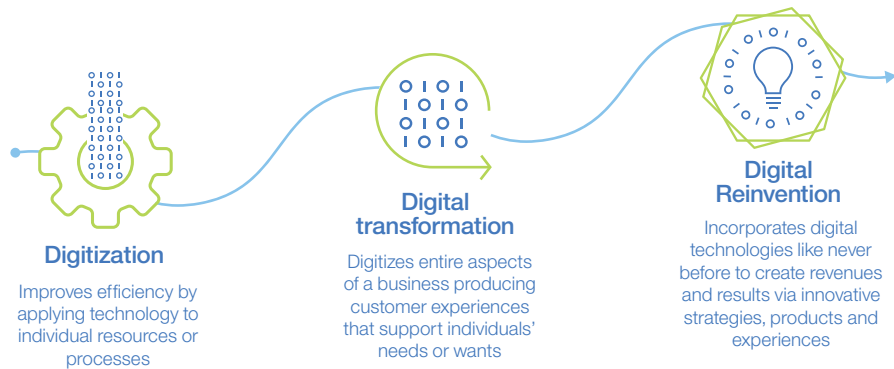 Digitization
Improves efficiency by
applying technology to
individual resources or
processes
Digital
transformation
Digitizes entire aspects
of a business producing
customer experiences
that support individuals’
needs or wants
Digital
Reinvention
Incorporates digital
technologies like never
before to create revenues
and results via innovative
strategies, products and
experiences